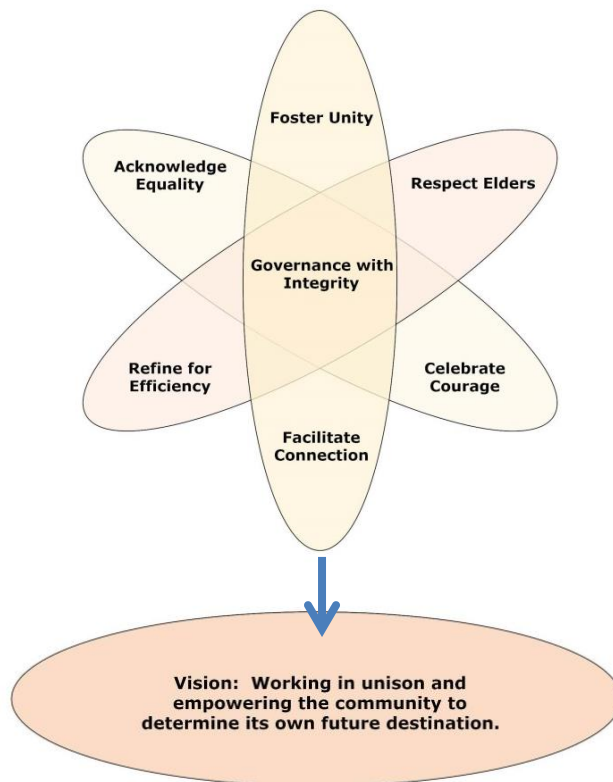 Foster Unity
Acknowledge
Equality
Respect Elders
Governance with
Integrity
Refine for
Efficiency
Celebrate
Courage
Facilitate
Connection
Vision:  Working in unison and
empowering the community to
determine its own future destination.